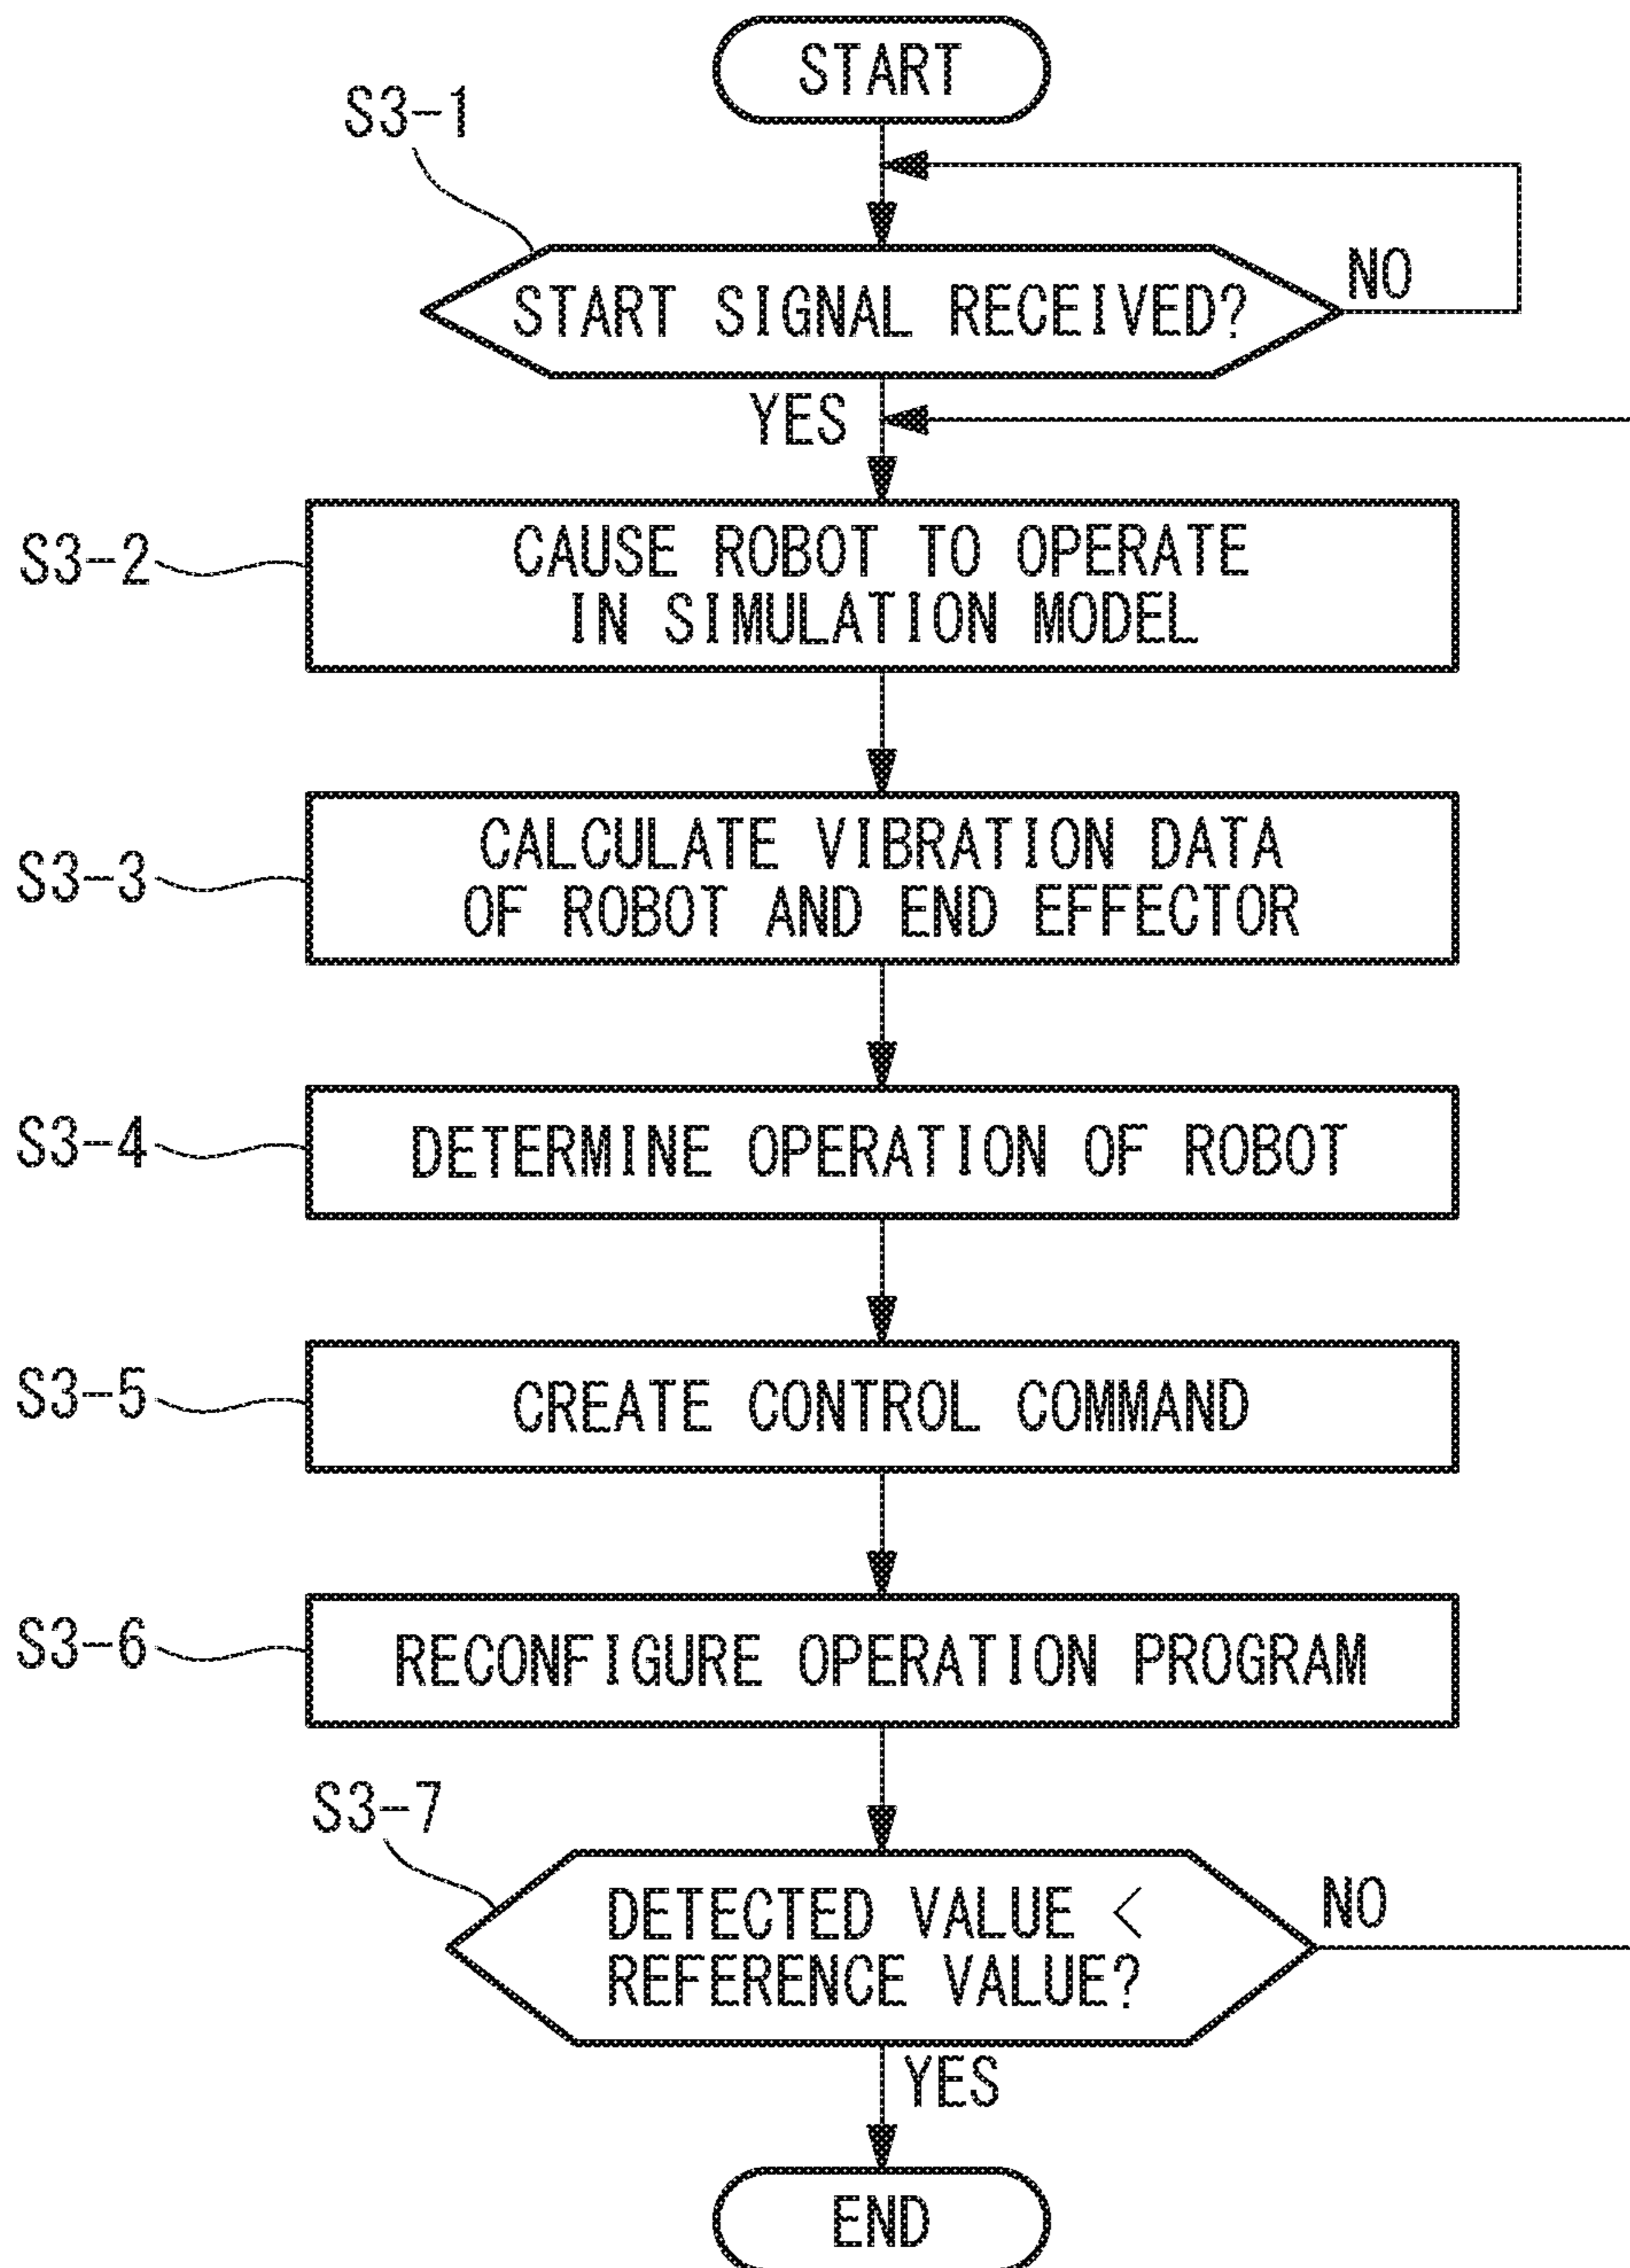 START
S3-1
START SIGNAL RECEIVED?
NO
YES
S3-2
CAUSE ROBOT TO OPERATE
IN SIMULATION MODEL
S3-3
CALCULATE VIBRATION DATA
OF ROBOT AND END EFFECTOR
S3-4
DETERMINE OPERATION OF ROBOT
S3-5
CREATE CONTROL COMMAND
S3-6
RECONFIGURE OPERATION PROGRAM
S3-7
DETECTED VALUE <
REFERENCE VALUE?
NO
YES
END